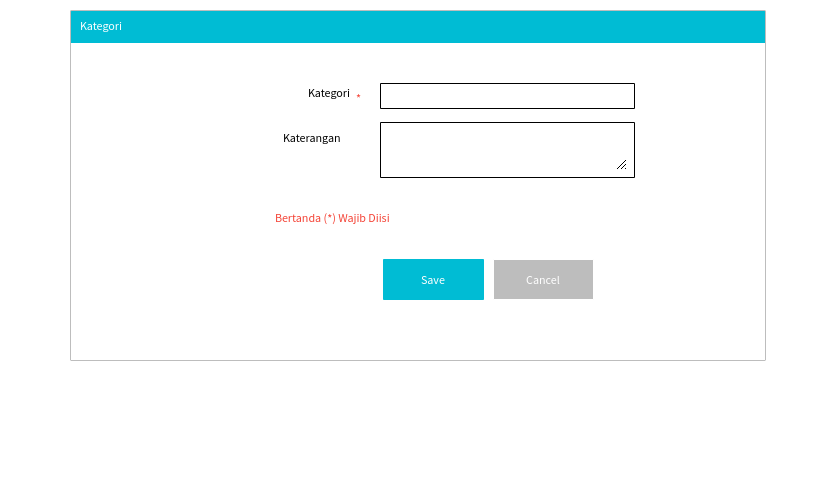 Kategori
Kategori *
Katerangan
Bertanda (*) Wajib Diisi
Save Cancel